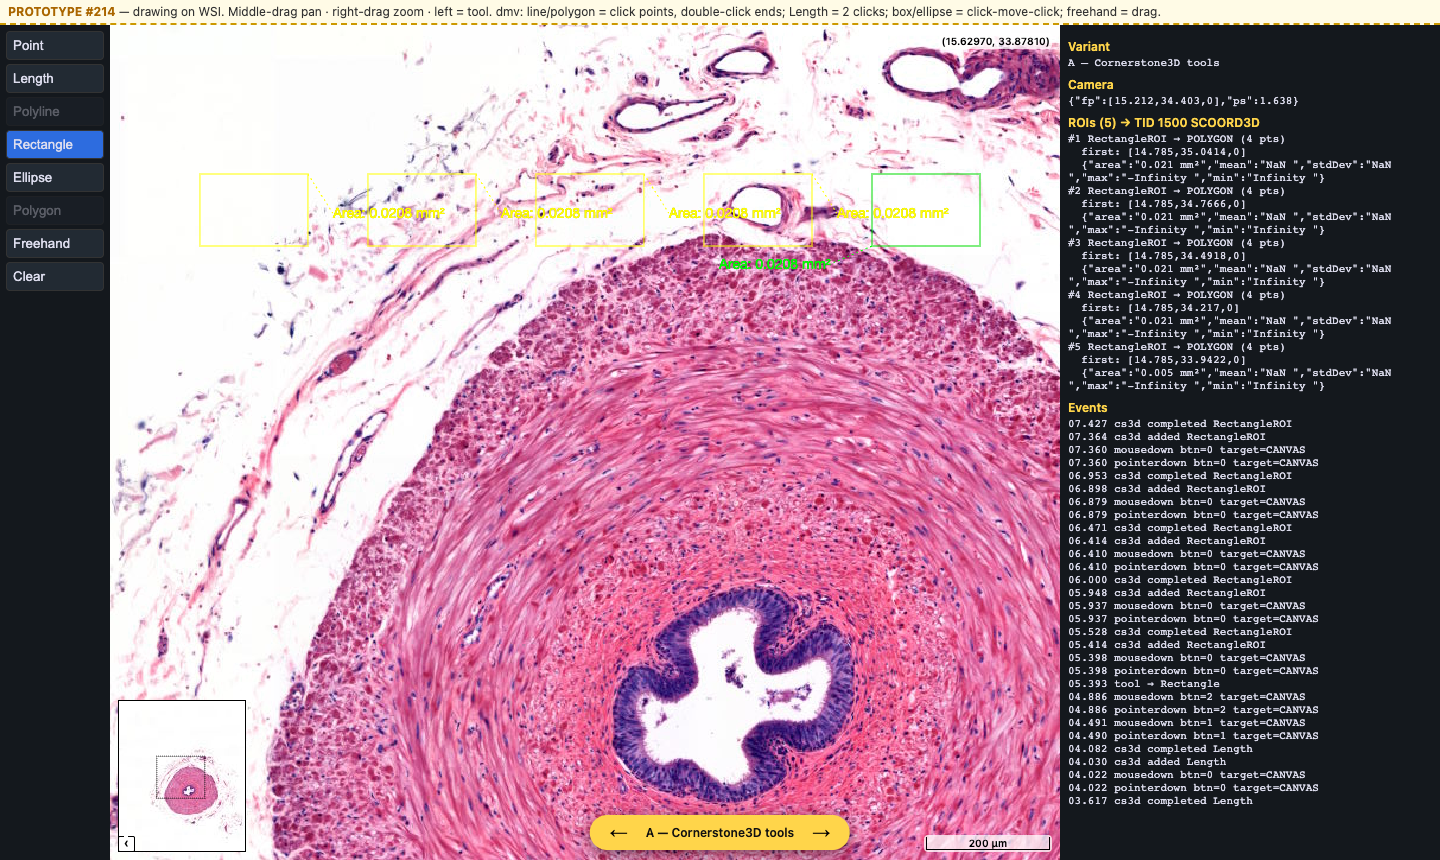 PROTOTYPE #214 — drawing on WSI. Middle-drag pan · right-drag zoom · left = tool. dmv: line/polygon = click points, double-click ends; Length = 2 clicks; box/ellipse = click-move-click; freehand = drag.
Point
Length
Polyline
Rectangle
Ellipse
Polygon
Freehand
Clear
(15.62970, 33.87810)
Area: 0.0208 mm²
Area: 0.0208 mm²
Area: 0.0208 mm²
Area: 0.0208 mm²
Area: 0.0208 mm²
‹
← A — Cornerstone3D tools →
200 μm
Variant
A — Cornerstone3D tools
Camera
{"fp":[15.212,34.403,0],"ps":1.638}
ROIs (5) → TID 1500 SCOORD3D
#1 RectangleROI → POLYGON (4 pts)
first: [14.785,35.0414,0]
{"area":"0.021 mm²","mean":"NaN ","stdDev":"NaN
","max":"-Infinity ","min":"Infinity "}
#2 RectangleROI → POLYGON (4 pts)
first: [14.785,34.7666,0]
{"area":"0.021 mm²","mean":"NaN ","stdDev":"NaN
","max":"-Infinity ","min":"Infinity "}
#3 RectangleROI → POLYGON (4 pts)
first: [14.785,34.4918,0]
{"area":"0.021 mm²","mean":"NaN ","stdDev":"NaN
","max":"-Infinity ","min":"Infinity "}
#4 RectangleROI → POLYGON (4 pts)
first: [14.785,34.217,0]
{"area":"0.021 mm²","mean":"NaN ","stdDev":"NaN
","max":"-Infinity ","min":"Infinity "}
#5 RectangleROI → POLYGON (4 pts)
first: [14.785,33.9422,0]
{"area":"0.005 mm²","mean":"NaN ","stdDev":"NaN
","max":"-Infinity ","min":"Infinity "}
Events
07.427 cs3d completed RectangleROI
07.364 cs3d added RectangleROI
07.360 mousedown btn=0 target=CANVAS
07.360 pointerdown btn=0 target=CANVAS
06.953 cs3d completed RectangleROI
06.898 cs3d added RectangleROI
06.879 mousedown btn=0 target=CANVAS
06.879 pointerdown btn=0 target=CANVAS
06.471 cs3d completed RectangleROI
06.414 cs3d added RectangleROI
06.410 mousedown btn=0 target=CANVAS
06.410 pointerdown btn=0 target=CANVAS
06.000 cs3d completed RectangleROI
05.948 cs3d added RectangleROI
05.937 mousedown btn=0 target=CANVAS
05.937 pointerdown btn=0 target=CANVAS
05.528 cs3d completed RectangleROI
05.414 cs3d added RectangleROI
05.398 mousedown btn=0 target=CANVAS
05.398 pointerdown btn=0 target=CANVAS
05.393 tool → Rectangle
04.886 mousedown btn=2 target=CANVAS
04.886 pointerdown btn=2 target=CANVAS
04.491 mousedown btn=1 target=CANVAS
04.490 pointerdown btn=1 target=CANVAS
04.082 cs3d completed Length
04.030 cs3d added Length
04.022 mousedown btn=0 target=CANVAS
04.022 pointerdown btn=0 target=CANVAS
03.617 cs3d completed Length